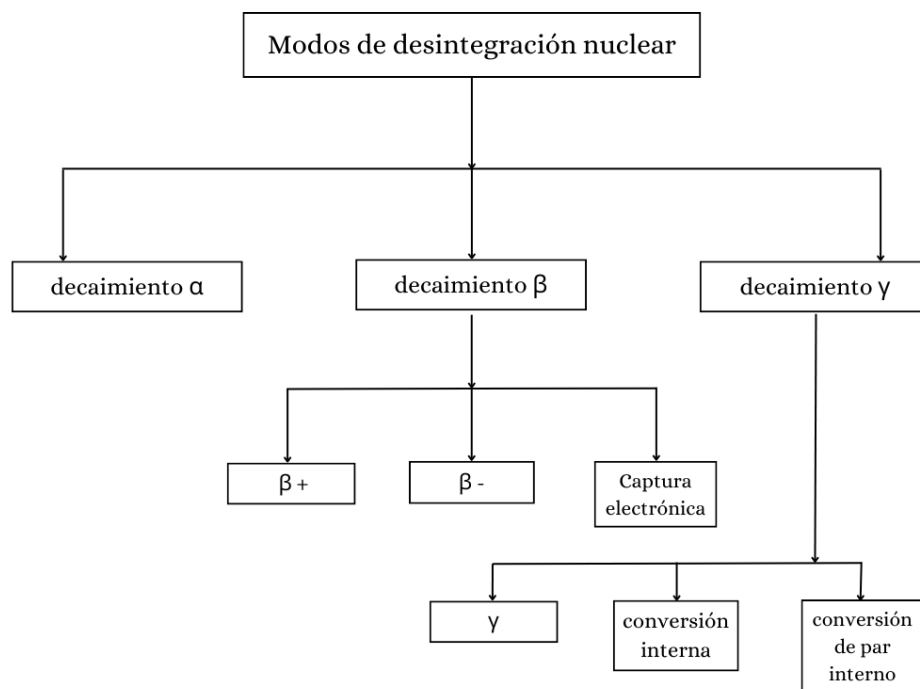 Modos de desintegración nuclear
decaimiento α
decaimiento β
decaimiento γ
β +
β -
Captura
electrónica
γ
conversión
interna
conversión
de par
interno